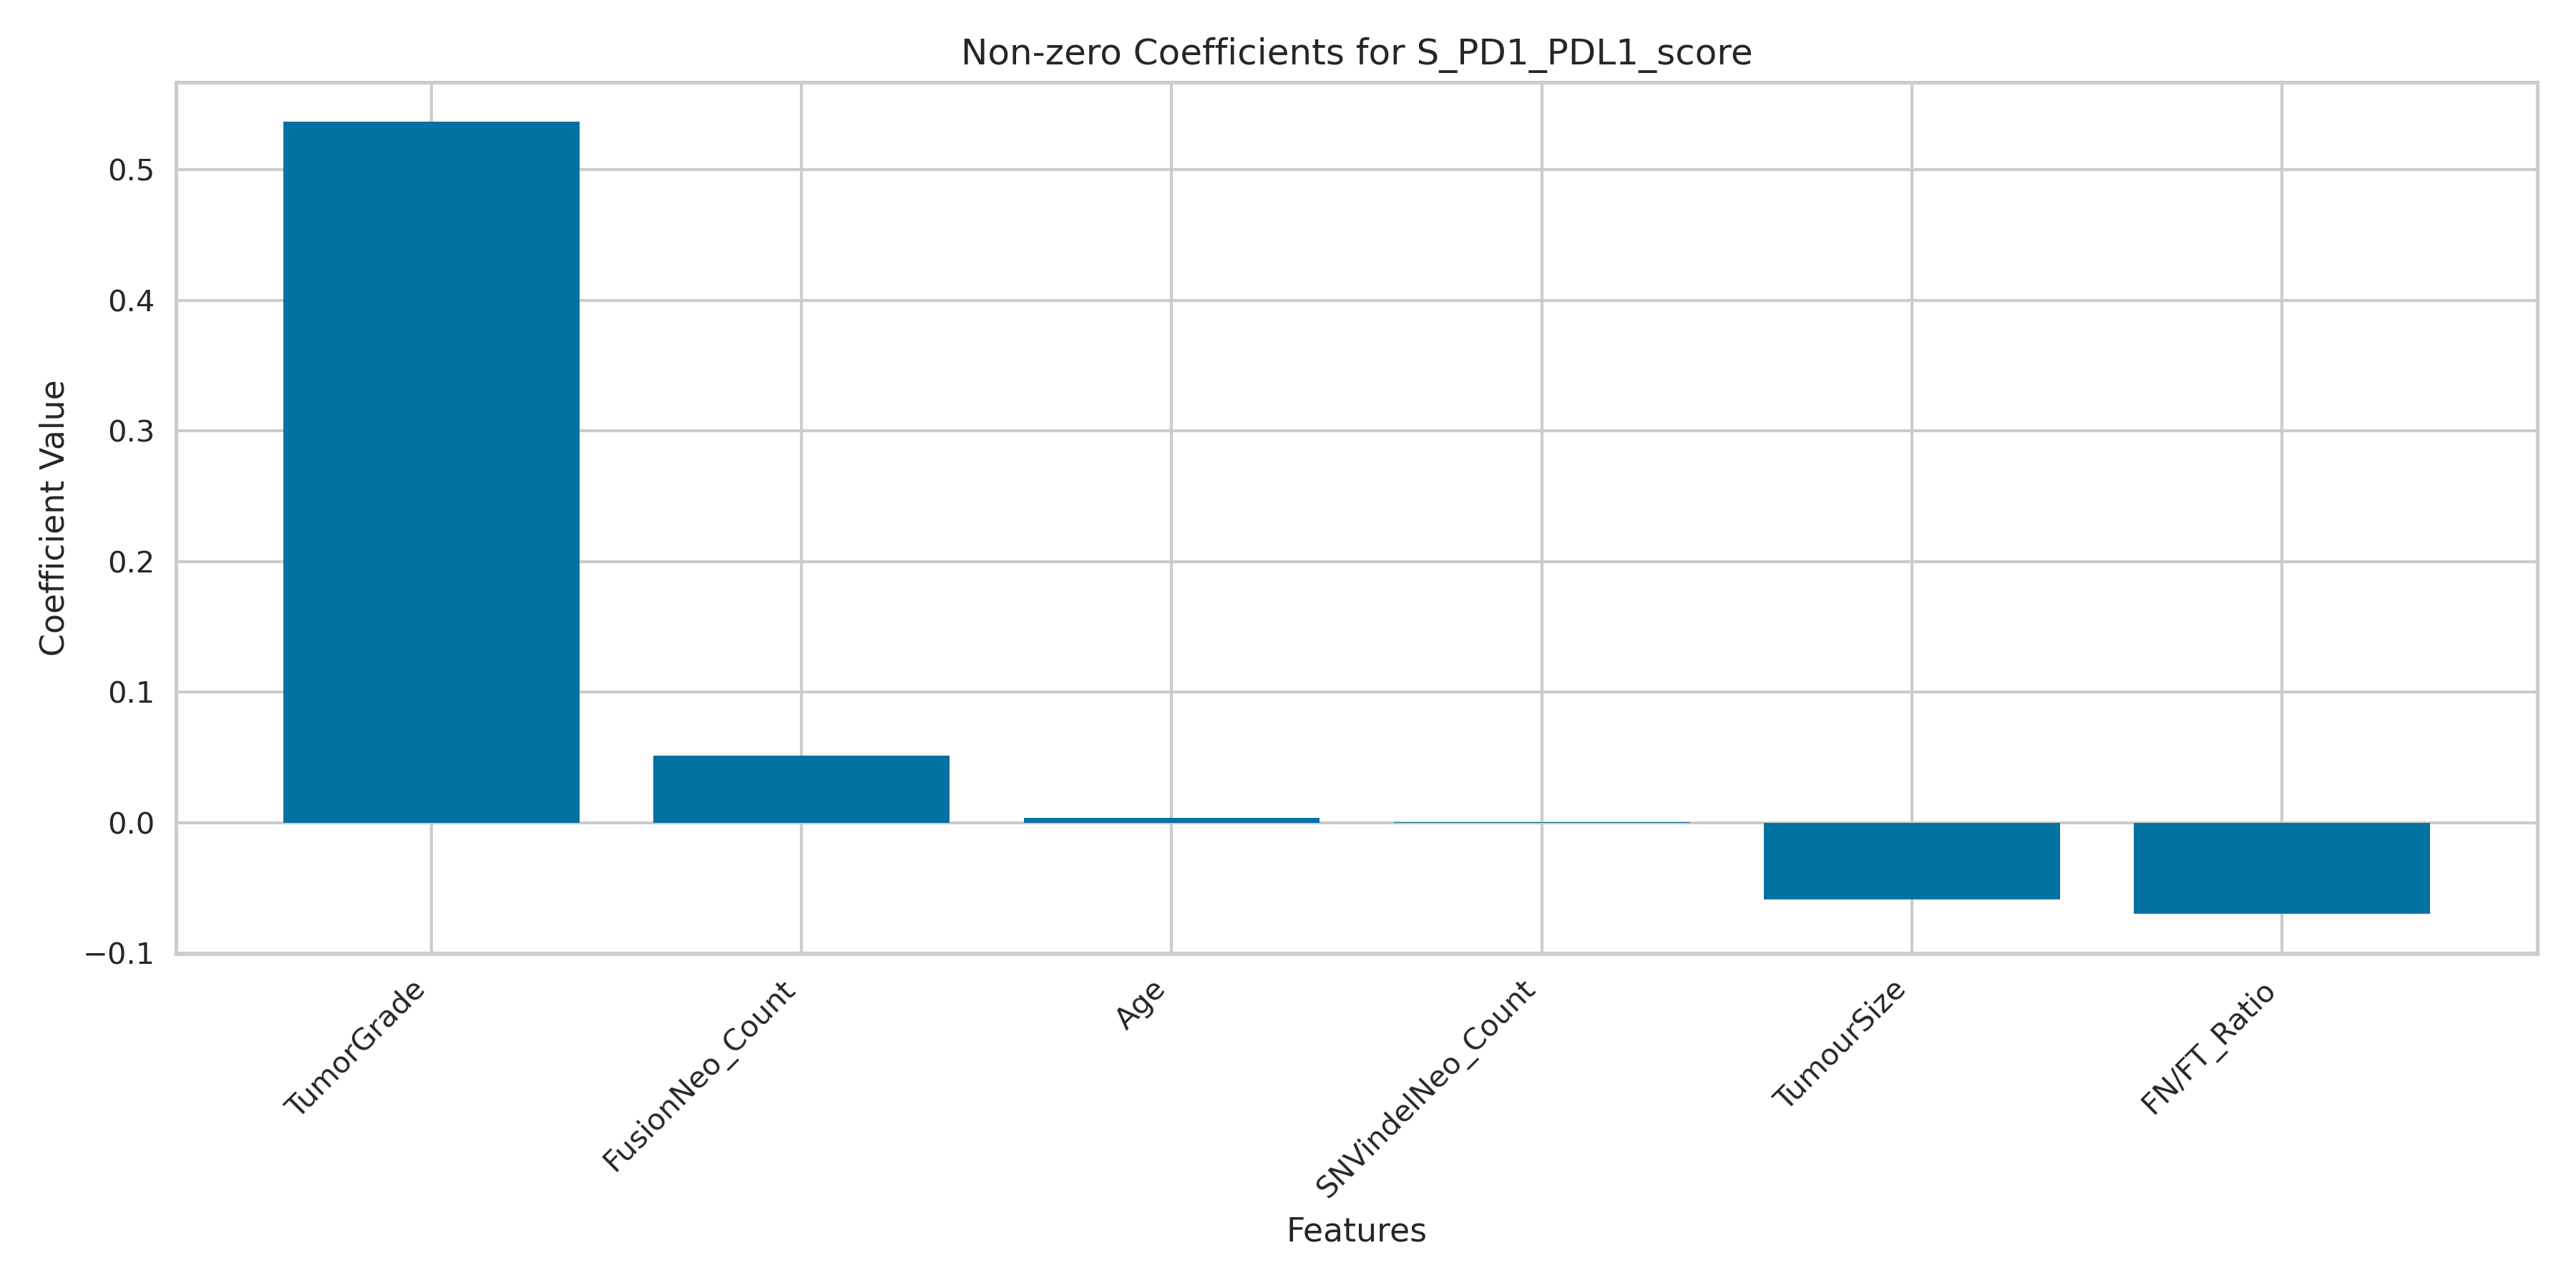 Non-zero Coefficients for S_PD1_PDL1_score
Coefficient Value
0.5
0.4
0.3
0.2
0.1
0.0
−0.1
TumorGrade
FusionNeo_Count
Age
SNVindelNeo_Count
TumourSize
FN/FT_Ratio
Features